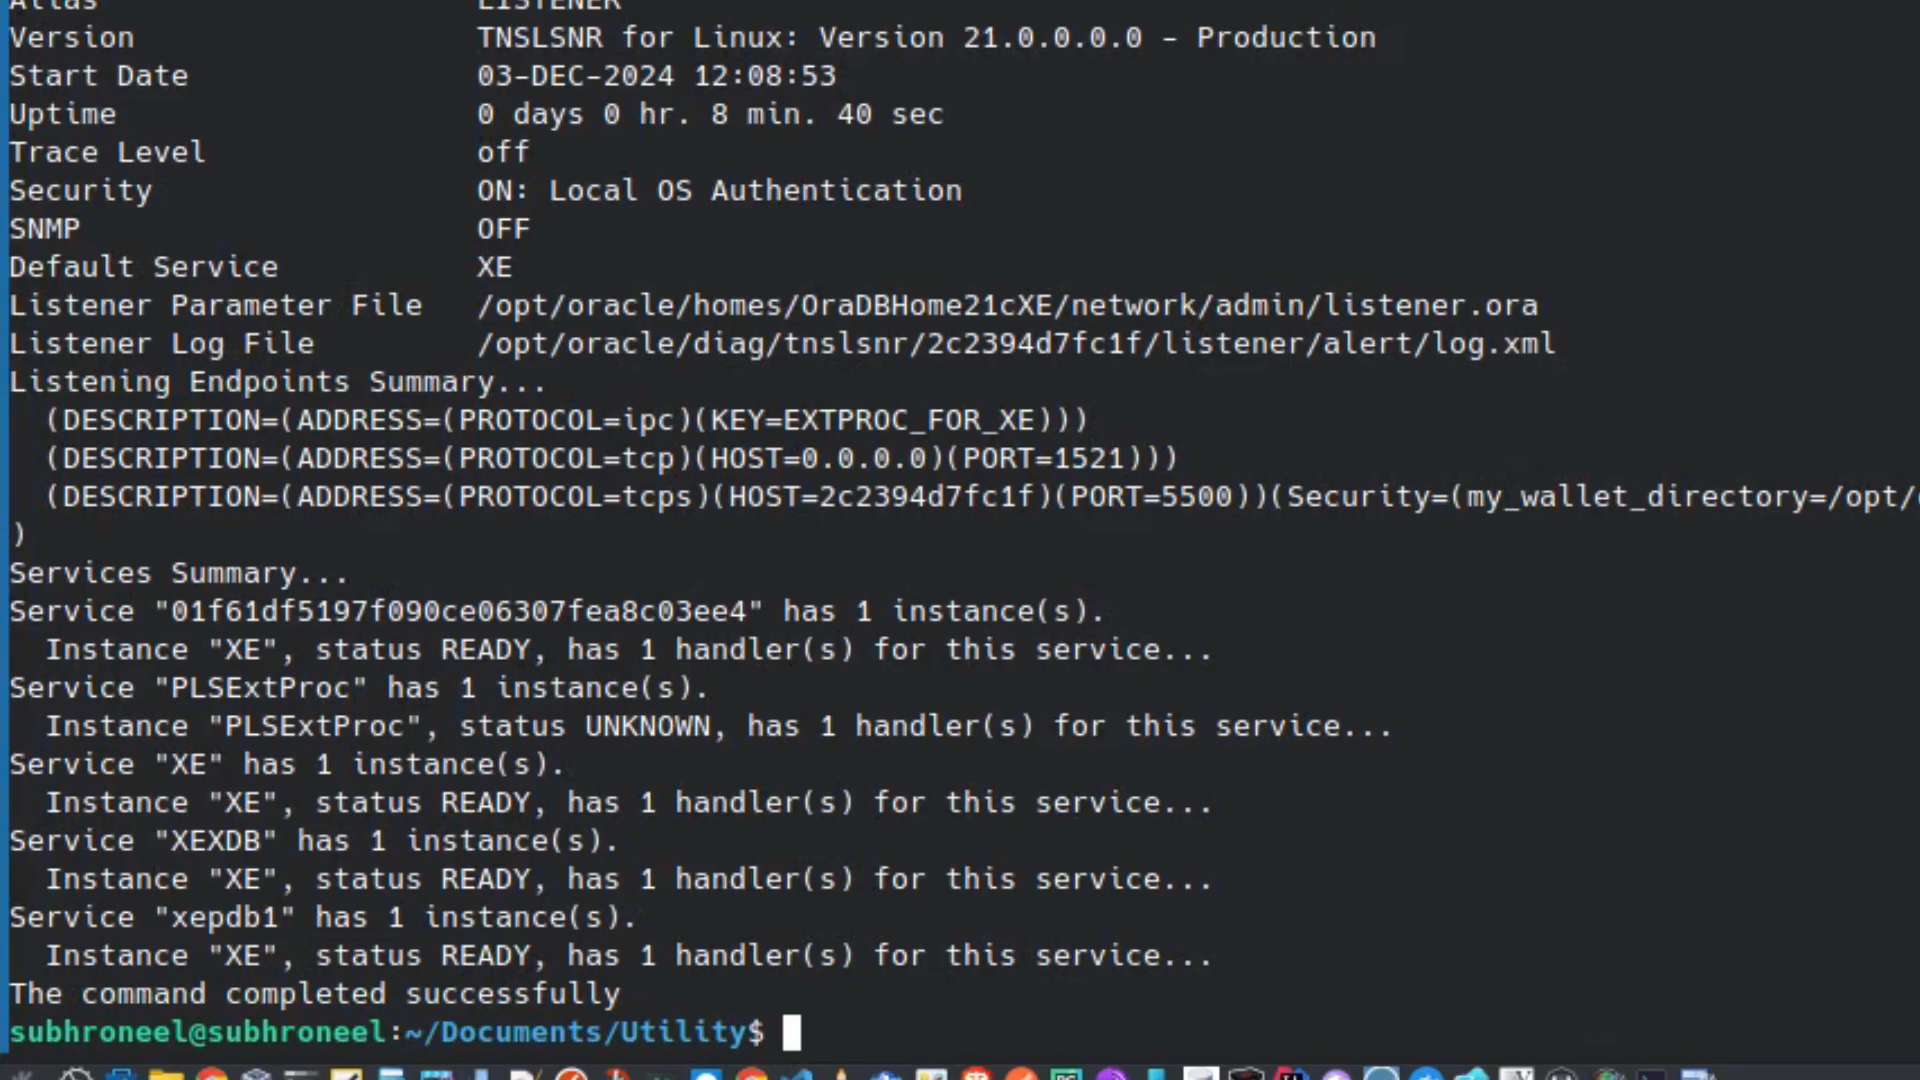 Alias                     LISTENER
Version                   TNSLSNR for Linux: Version 21.0.0.0.0 - Production
Start Date                03-DEC-2024 12:08:53
Uptime                    0 days 0 hr. 8 min. 40 sec
Trace Level               off
Security                  ON: Local OS Authentication
SNMP                      OFF
Default Service           XE
Listener Parameter File   /opt/oracle/homes/OraDBHome21cXE/network/admin/listener.ora
Listener Log File         /opt/oracle/diag/tnslsnr/2c2394d7fc1f/listener/alert/log.xml
Listening Endpoints Summary...
  (DESCRIPTION=(ADDRESS=(PROTOCOL=ipc)(KEY=EXTPROC_FOR_XE)))
  (DESCRIPTION=(ADDRESS=(PROTOCOL=tcp)(HOST=0.0.0.0)(PORT=1521)))
  (DESCRIPTION=(ADDRESS=(PROTOCOL=tcps)(HOST=2c2394d7fc1f)(PORT=5500))(Security=(my_wallet_directory=/opt/
)
Services Summary...
Service "01f61df5197f090ce06307fea8c03ee4" has 1 instance(s).
  Instance "XE", status READY, has 1 handler(s) for this service...
Service "PLSExtProc" has 1 instance(s).
  Instance "PLSExtProc", status UNKNOWN, has 1 handler(s) for this service...
Service "XE" has 1 instance(s).
  Instance "XE", status READY, has 1 handler(s) for this service...
Service "XEXDB" has 1 instance(s).
  Instance "XE", status READY, has 1 handler(s) for this service...
Service "xepdb1" has 1 instance(s).
  Instance "XE", status READY, has 1 handler(s) for this service...
The command completed successfully
subhroneel@subhroneel:~/Documents/Utility$